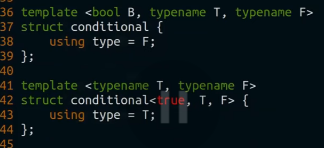 36 template <bool B, typename T, typename F>
37 struct conditional {
38     using type = F;
39 };
40
41 template <typename T, typename F>
42 struct conditional<true, T, F> {
43     using type = T;
44 };
45